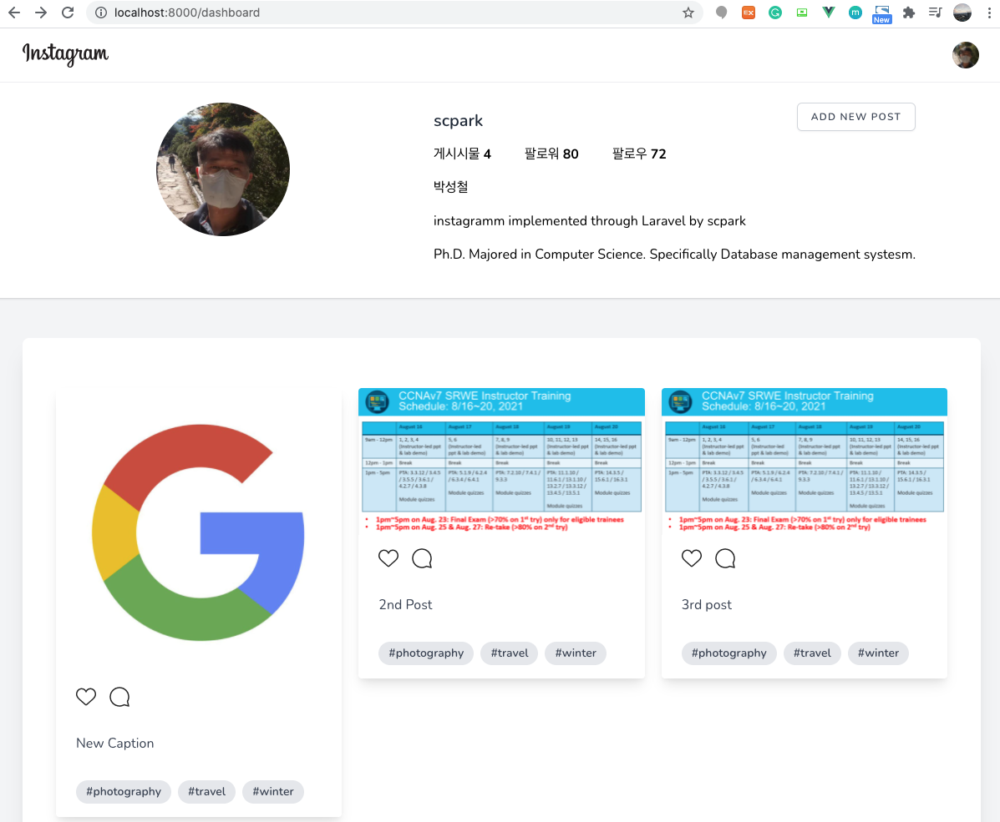 localhost:8000/dashboard
EX
m
New
Instagram
scpark
ADD NEW POST
게시시물 4 팔로워 80 팔로우 72
박성철
instagramm implemented through Laravel by scpark
Ph.D. Majored in Computer Science. Specifically Database management systesm.
New Caption
#photography #travel #winter
CCNAv7 SRWE Instructor Training
Schedule: 8/16~20, 2021
August 16 August 17 August 18 August 19 August 20
9am - 12pm 1, 2, 3, 4 5, 6 7, 8, 9 10, 11, 12, 13 14, 15, 16
(Instructor-led ppt (Instructor-led (Instructor-led ppt (Instructor-led ppt (Instructor-led ppt
& lab demo) ppt & lab demo) & lab demo) & lab demo) & lab demo)
12pm - 1pm Break Break Break Break Break
1pm - 5pm PTA: 3.3.12 / 3.4.5 PTA: 5.1.9 / 6.2.4 PTA: 7.2.10 / 7.4.1 / PTA: 11.1.10 / PTA: 14.3.5 /
/ 3.5.5 / 3.6.1 / / 6.3.4 / 6.4.1 9.3.3 11.6.1 / 13.1.10 / 15.6.1 / 16.3.1
4.2.7 / 4.3.8 13.2.7 / 13.3.12 /
13.4.5 / 13.5.1
Module quizzes Module quizzes Module quizzes Module quizzes Module quizzes
• 1pm~5pm on Aug. 23: Final Exam (>70% on 1st try) only for eligible trainees
• 1pm~5pm on Aug. 25 & Aug. 27: Re-take (>80% on 2nd try)
2nd Post
#photography #travel #winter
CCNAv7 SRWE Instructor Training
Schedule: 8/16~20, 2021
August 16 August 17 August 18 August 19 August 20
9am - 12pm 1, 2, 3, 4 5, 6 7, 8, 9 10, 11, 12, 13 14, 15, 16
(Instructor-led ppt (Instructor-led (Instructor-led ppt (Instructor-led ppt (Instructor-led ppt
& lab demo) ppt & lab demo) & lab demo) & lab demo) & lab demo)
12pm - 1pm Break Break Break Break Break
1pm - 5pm PTA: 3.3.12 / 3.4.5 PTA: 5.1.9 / 6.2.4 PTA: 7.2.10 / 7.4.1 / PTA: 11.1.10 / PTA: 14.3.5 /
/ 3.5.5 / 3.6.1 / / 6.3.4 / 6.4.1 9.3.3 11.6.1 / 13.1.10 / 15.6.1 / 16.3.1
4.2.7 / 4.3.8 13.2.7 / 13.3.12 /
13.4.5 / 13.5.1
Module quizzes Module quizzes Module quizzes Module quizzes Module quizzes
• 1pm~5pm on Aug. 23: Final Exam (>70% on 1st try) only for eligible trainees
• 1pm~5pm on Aug. 25 & Aug. 27: Re-take (>80% on 2nd try)
3rd post
#photography #travel #winter